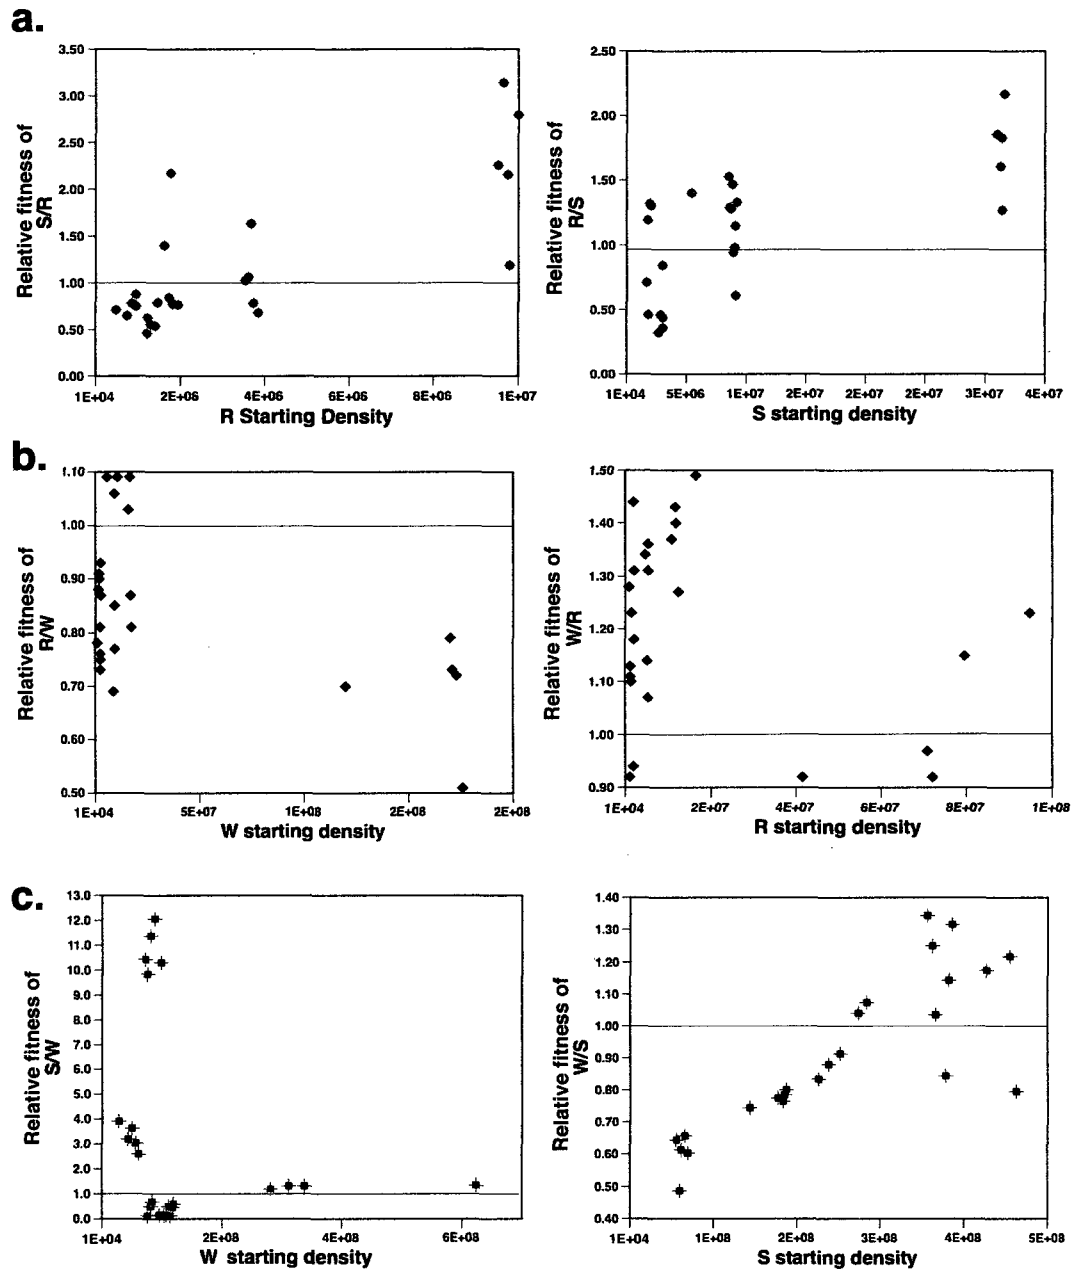 a.
3.50
3.00
2.50
2.00
1.50
1.00
0.50
0.00
Relative fitness of
S/R
1E+04 2E+06 4E+06 6E+06 8E+06 1E+07
R Starting Density
2.50
2.00
1.50
1.00
0.50
0.00
Relative fitness of
R/S
1E+04 5E+06 1E+07 2E+07 2E+07 2E+07 3E+07 4E+07
S starting density
b.
1.10
1.00
0.90
0.80
0.70
0.60
0.50
Relative fitness of
R/W
1E+04 5E+07 1E+08 2E+08 2E+08
W starting density
1.50
1.40
1.30
1.20
1.10
1.00
0.90
Relative fitness of
W/R
1E+04 2E+07 4E+07 6E+07 8E+07 1E+08
R starting density
c.
13.0
12.0
11.0
10.0
9.0
8.0
7.0
6.0
5.0
4.0
3.0
2.0
1.0
0.0
Relative fitness of
S/W
1E+04 2E+08 4E+08 6E+08
W starting density
1.40
1.30
1.20
1.10
1.00
0.90
0.80
0.70
0.60
0.50
0.40
Relative fitness of
W/S
1E+04 1E+08 2E+08 3E+08 4E+08 5E+08
S starting density